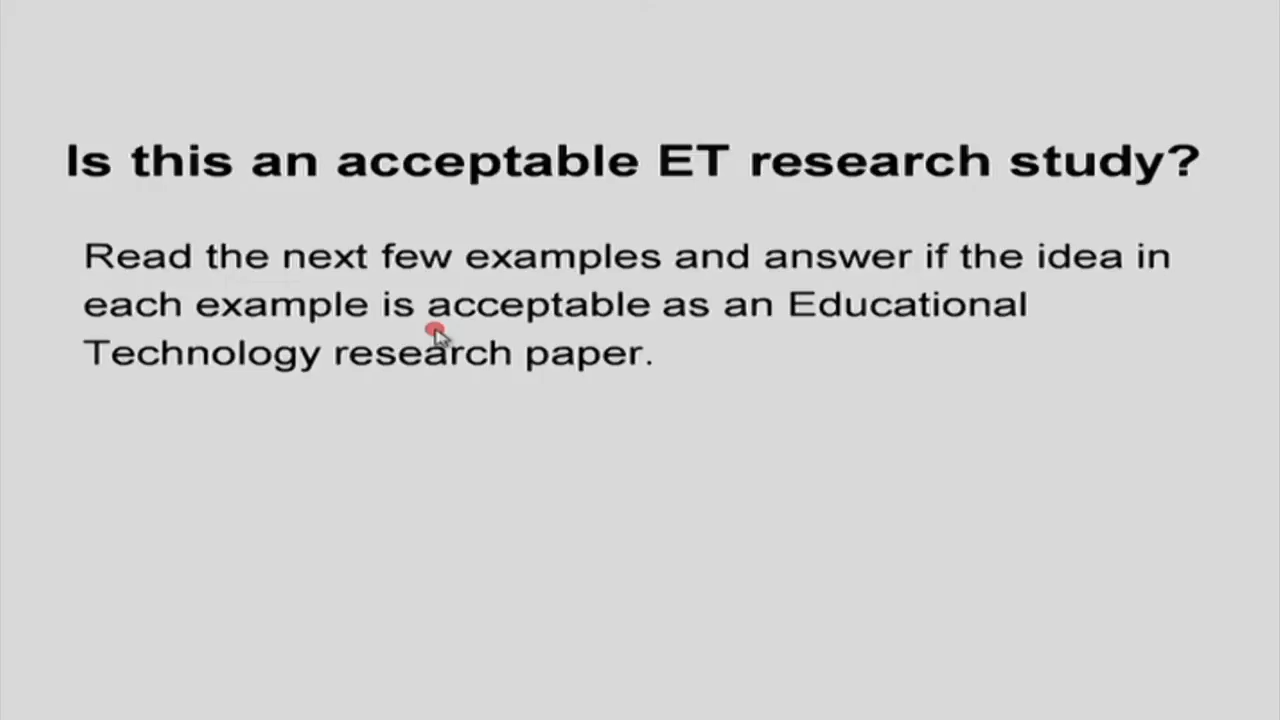 Is this an acceptable ET research study?
Read the next few examples and answer if the idea in
each example is acceptable as an Educational
Technology research paper.